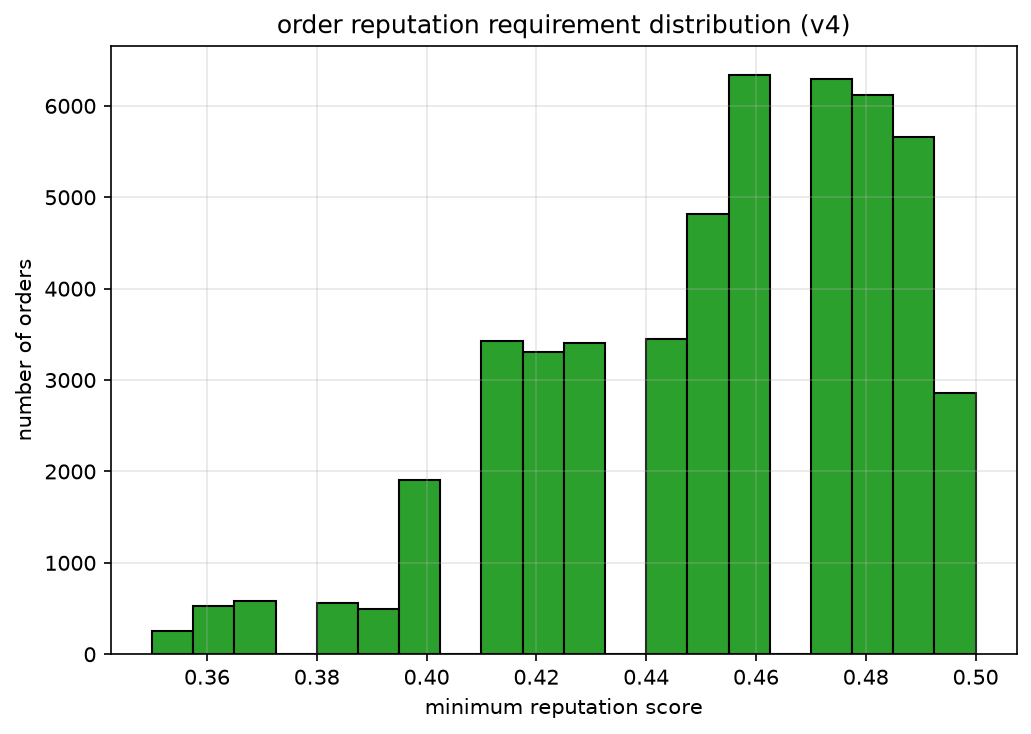 order reputation requirement distribution (v4)
number of orders
6000
5000
4000
3000
2000
1000
0
0.36 0.38 0.40 0.42 0.44 0.46 0.48 0.50
minimum reputation score